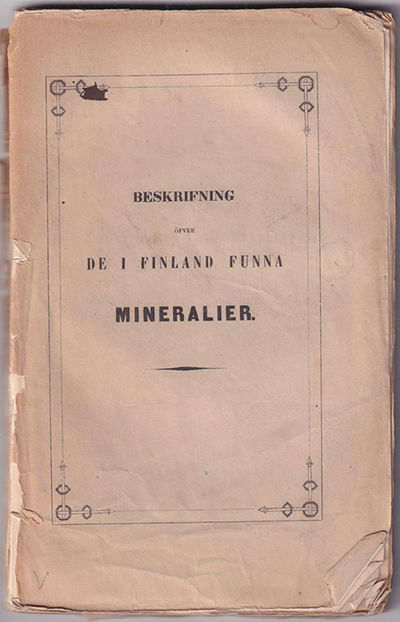 BESKRIFNING
ÖFVER
DE I FINLAND FUNNA
MINERALIER.